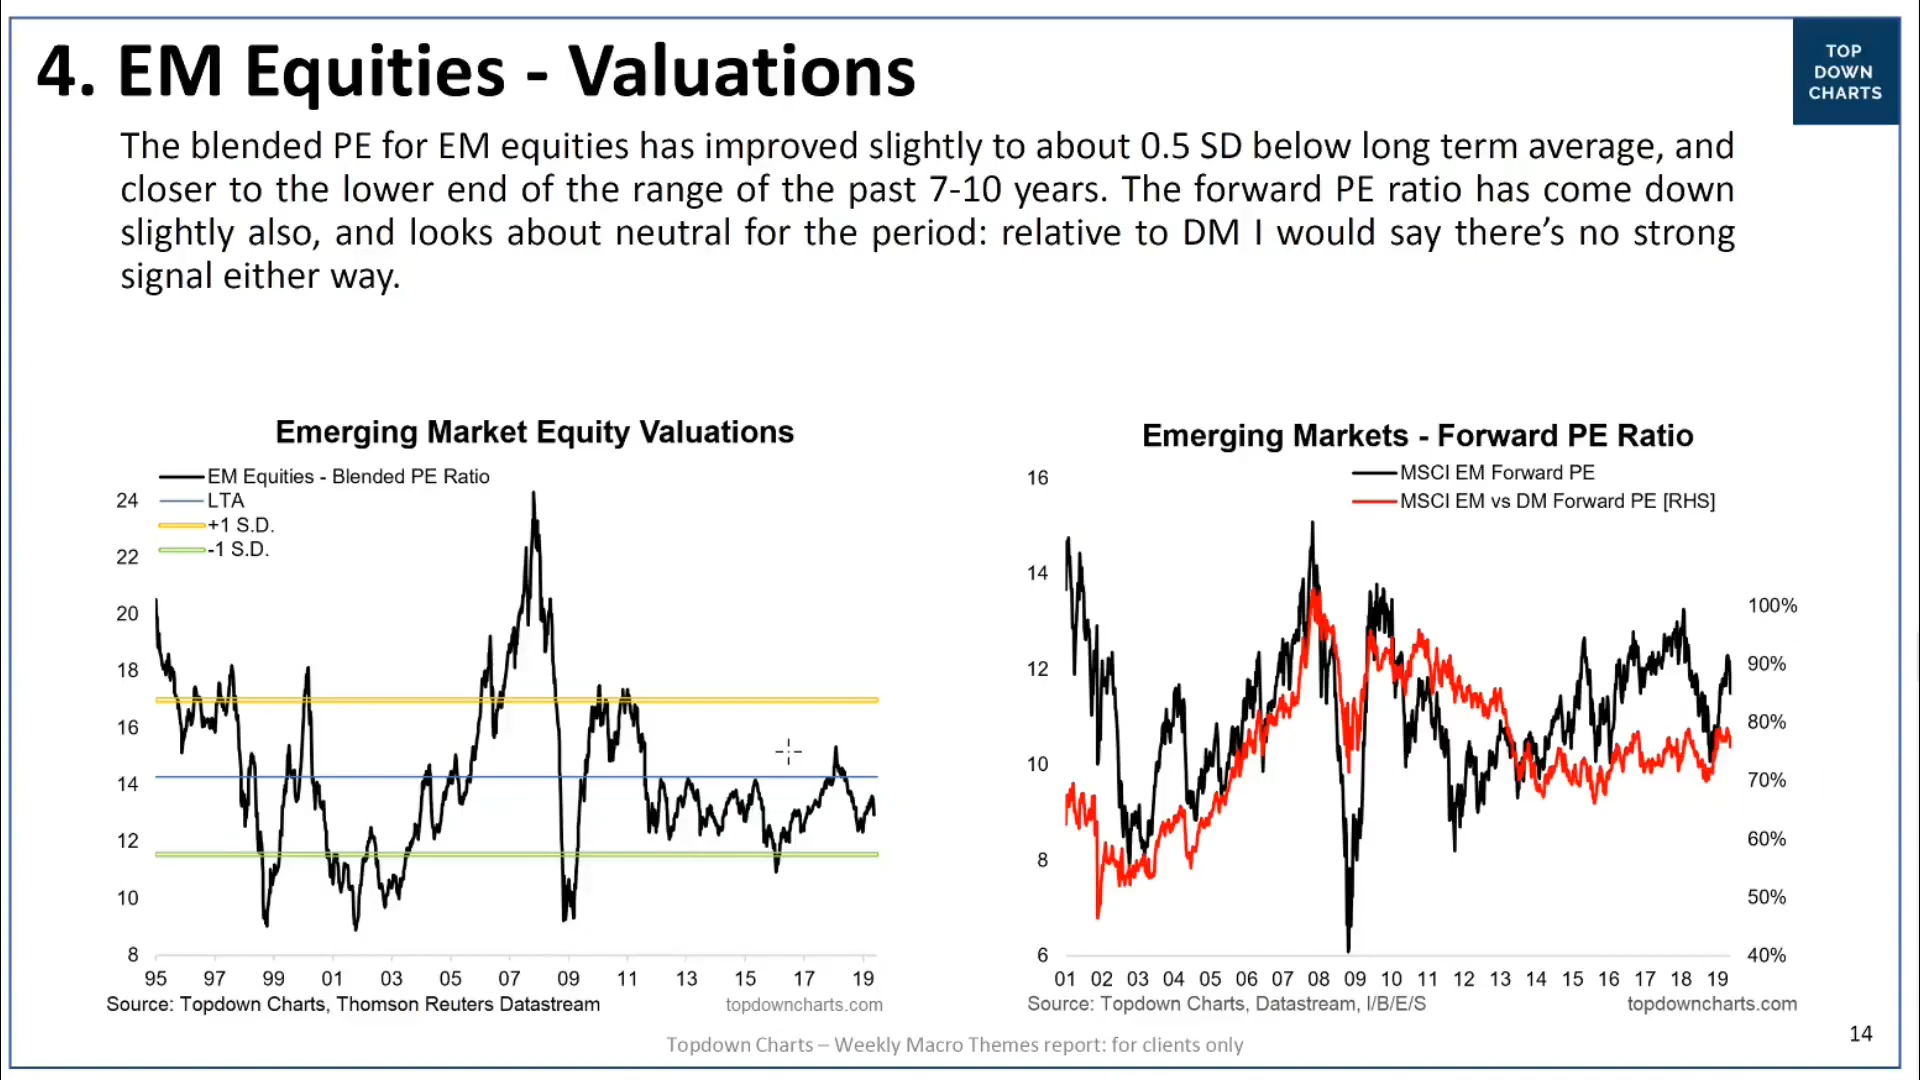 4. EM Equities - Valuations
TOP
DOWN
CHARTS
The blended PE for EM equities has improved slightly to about 0.5 SD below long term average, and
closer to the lower end of the range of the past 7-10 years. The forward PE ratio has come down
slightly also, and looks about neutral for the period: relative to DM I would say there’s no strong
signal either way.
Emerging Market Equity Valuations
EM Equities - Blended PE Ratio
LTA
+1 S.D.
-1 S.D.
24
22
20
18
16
14
12
10
8
95 97 99 01 03 05 07 09 11 13 15 17 19
Source: Topdown Charts, Thomson Reuters Datastream
topdowncharts.com
Emerging Markets - Forward PE Ratio
MSCI EM Forward PE
MSCI EM vs DM Forward PE [RHS]
16
14
12
10
8
6
100%
90%
80%
70%
60%
50%
40%
01 02 03 04 05 06 07 08 09 10 11 12 13 14 15 16 17 18 19
Source: Topdown Charts, Datastream, I/B/E/S
topdowncharts.com
Topdown Charts – Weekly Macro Themes report: for clients only
14